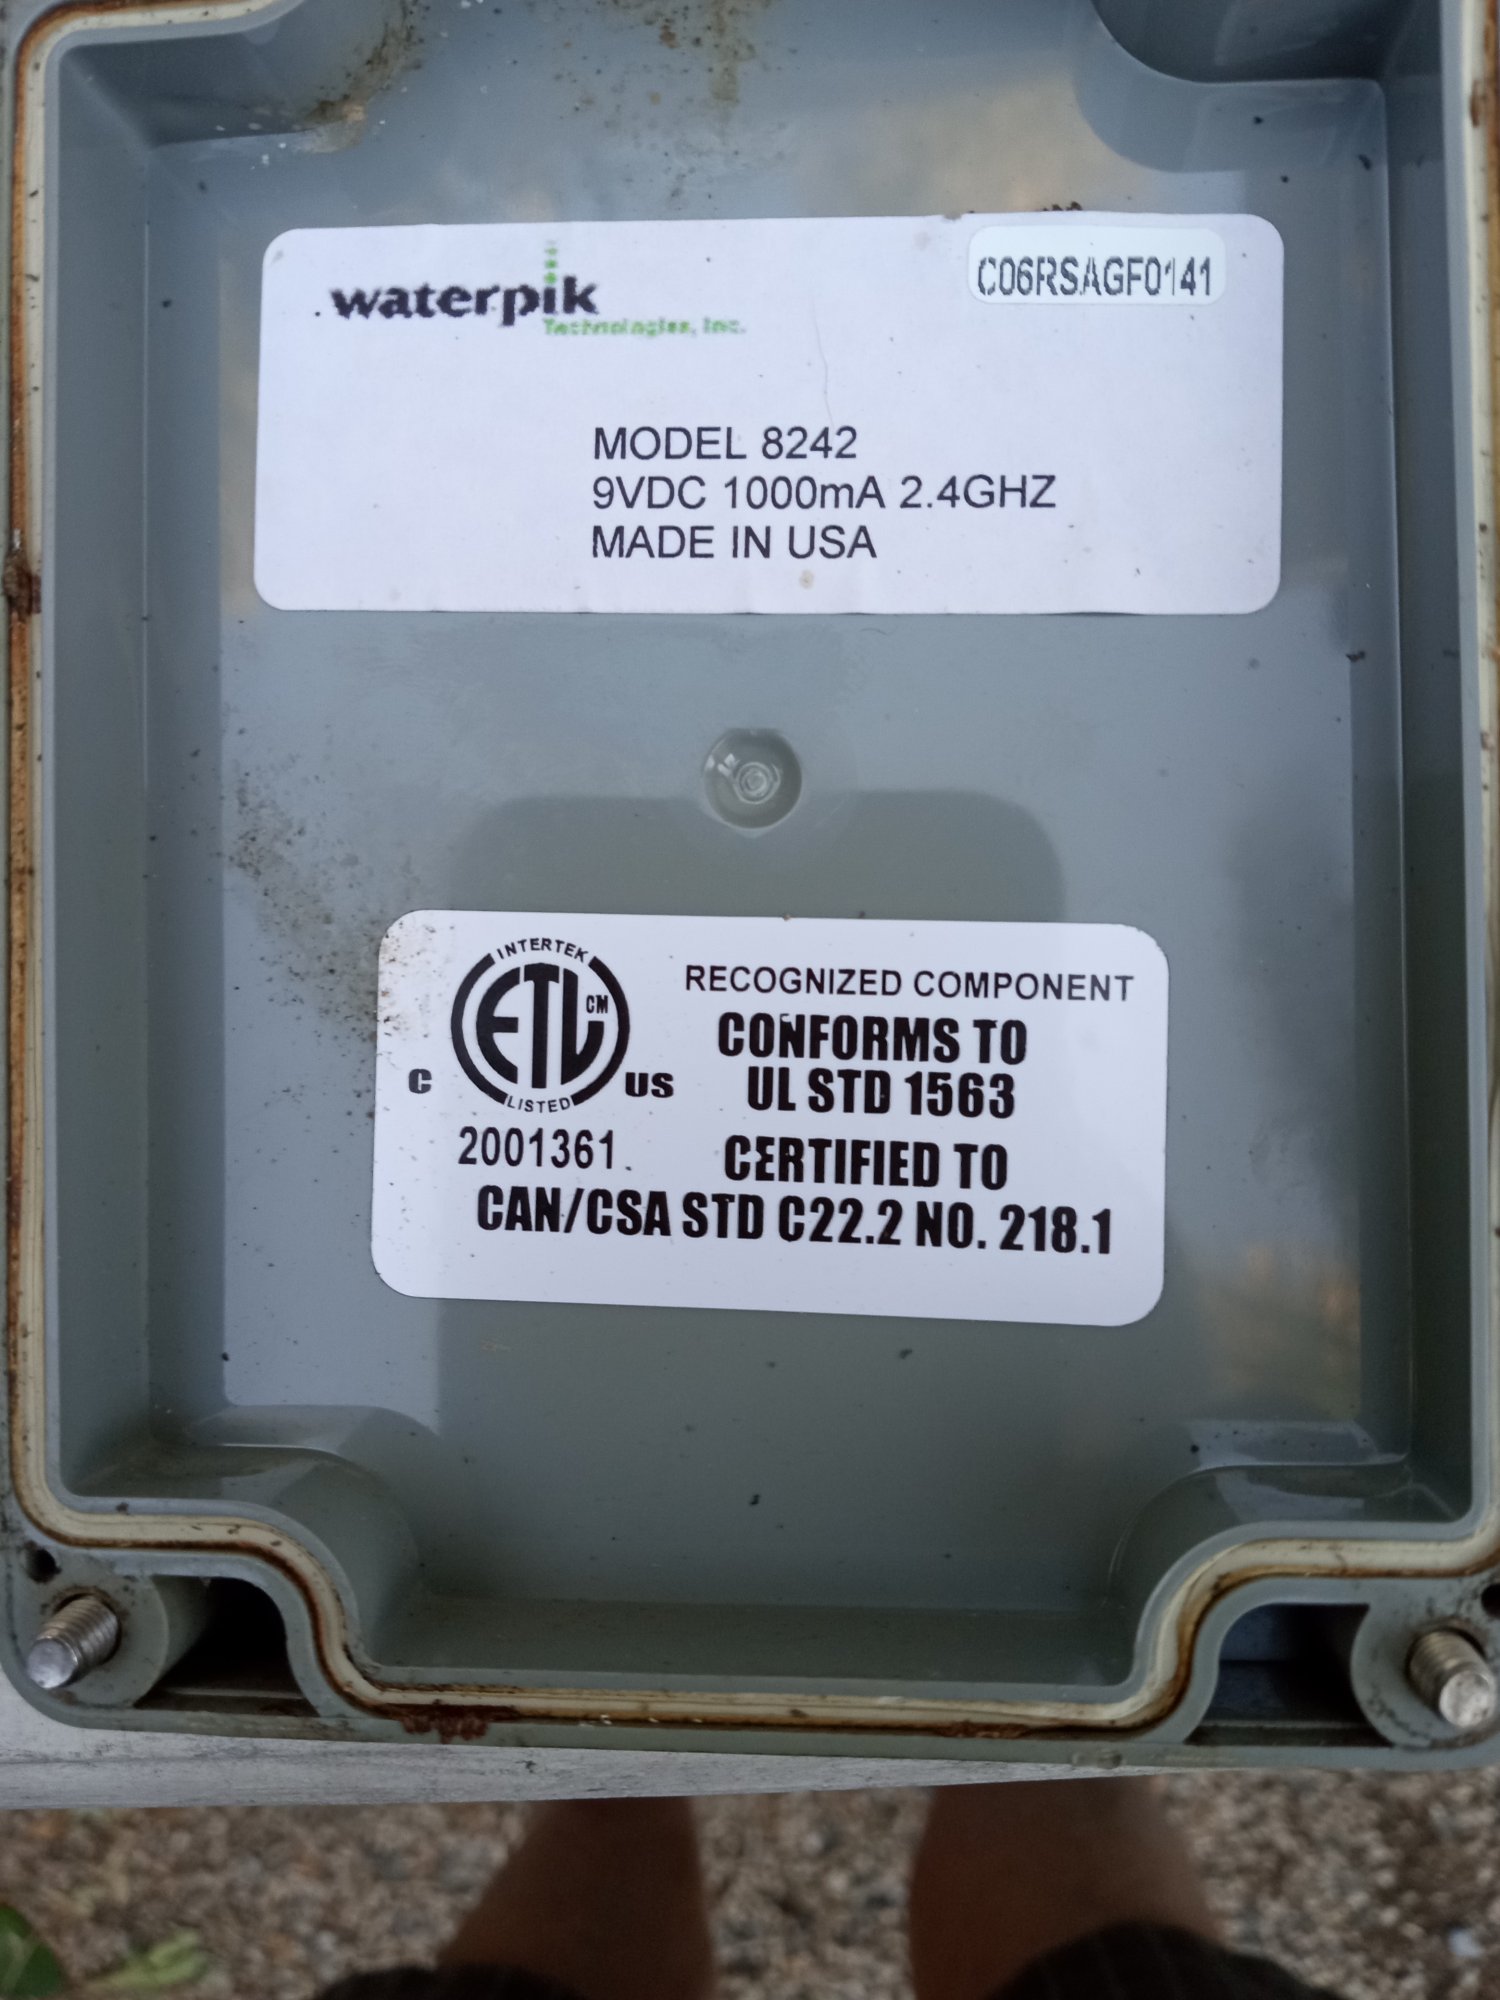 waterpik
Technologies, Inc.
C06RSAGF0141
MODEL 8242
9VDC 1000mA 2.4GHZ
MADE IN USA
INTERTEK
ETL CM
LISTED
C US
2001361
RECOGNIZED COMPONENT
CONFORMS TO
UL STD 1563
CERTIFIED TO
CAN/CSA STD C22.2 NO. 218.1